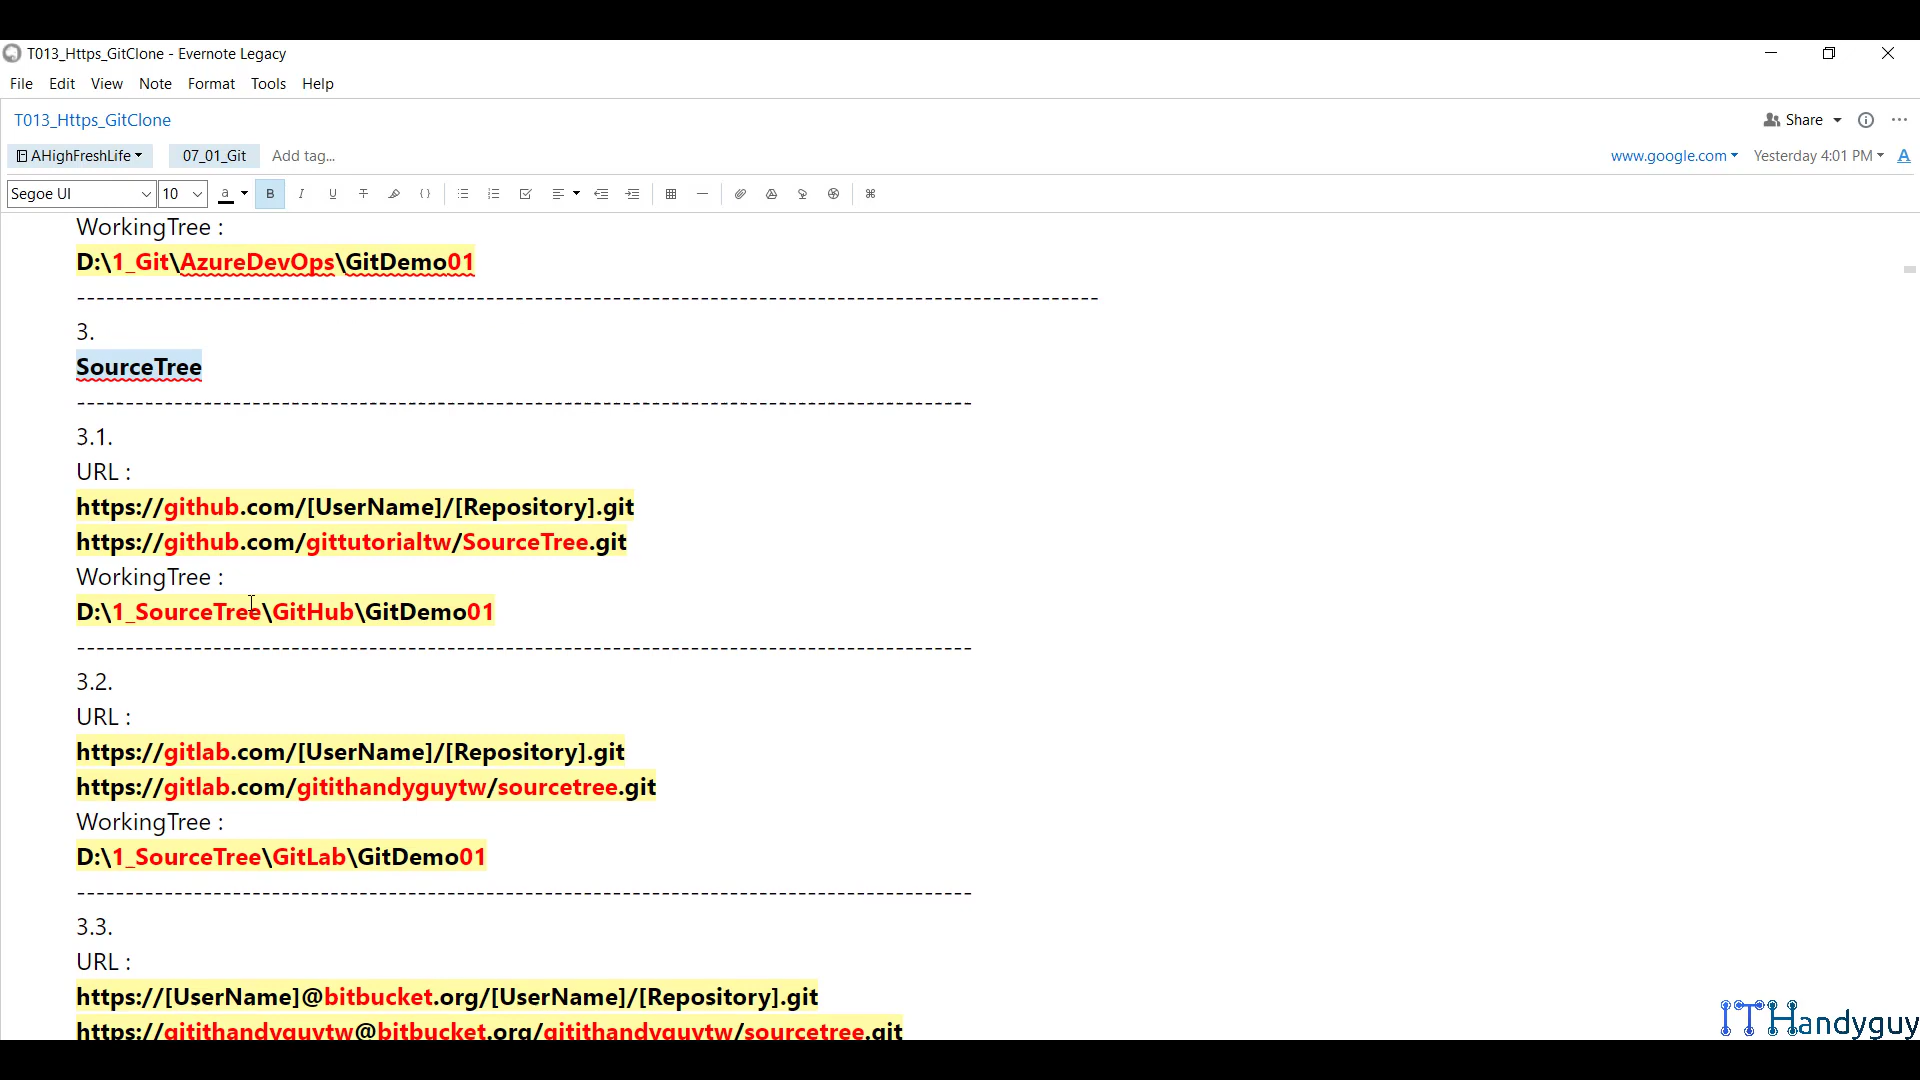 T013_Https_GitClone - Evernote Legacy
File Edit View Note Format Tools Help
T013_Https_GitClone
Share
AHighFreshLife
07_01_Git
Add tag...
www.google.com
Yesterday 4:01 PM
Segoe UI
10
WorkingTree :
D:\1_Git\AzureDevOps\GitDemo01
---------------------------------------------------------------------------------------------------------
3.
SourceTree
--------------------------------------------------------------------------------------------
3.1.
URL :
https://github.com/[UserName]/[Repository].git
https://github.com/gittutorialtw/SourceTree.git
WorkingTree :
D:\1_SourceTree\GitHub\GitDemo01
--------------------------------------------------------------------------------------------
3.2.
URL :
https://gitlab.com/[UserName]/[Repository].git
https://gitlab.com/gitithandyguytw/sourcetree.git
WorkingTree :
D:\1_SourceTree\GitLab\GitDemo01
--------------------------------------------------------------------------------------------
3.3.
URL :
https://[UserName]@bitbucket.org/[UserName]/[Repository].git
https://gitithandyguytw@bitbucket.org/gitithandyguytw/sourcetree.git
ITHandyguy